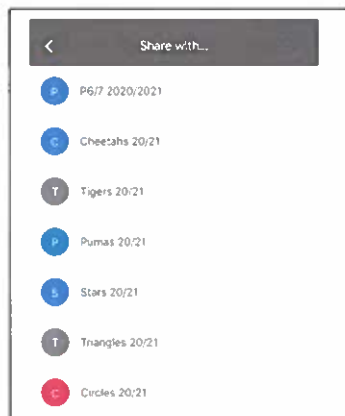 Share with...
P P6/7 2020/2021
C Cheetahs 20/21
T Tigers 20/21
P Pumas 20/21
S Stars 20/21
T Triangles 20/21
C Circles 20/21